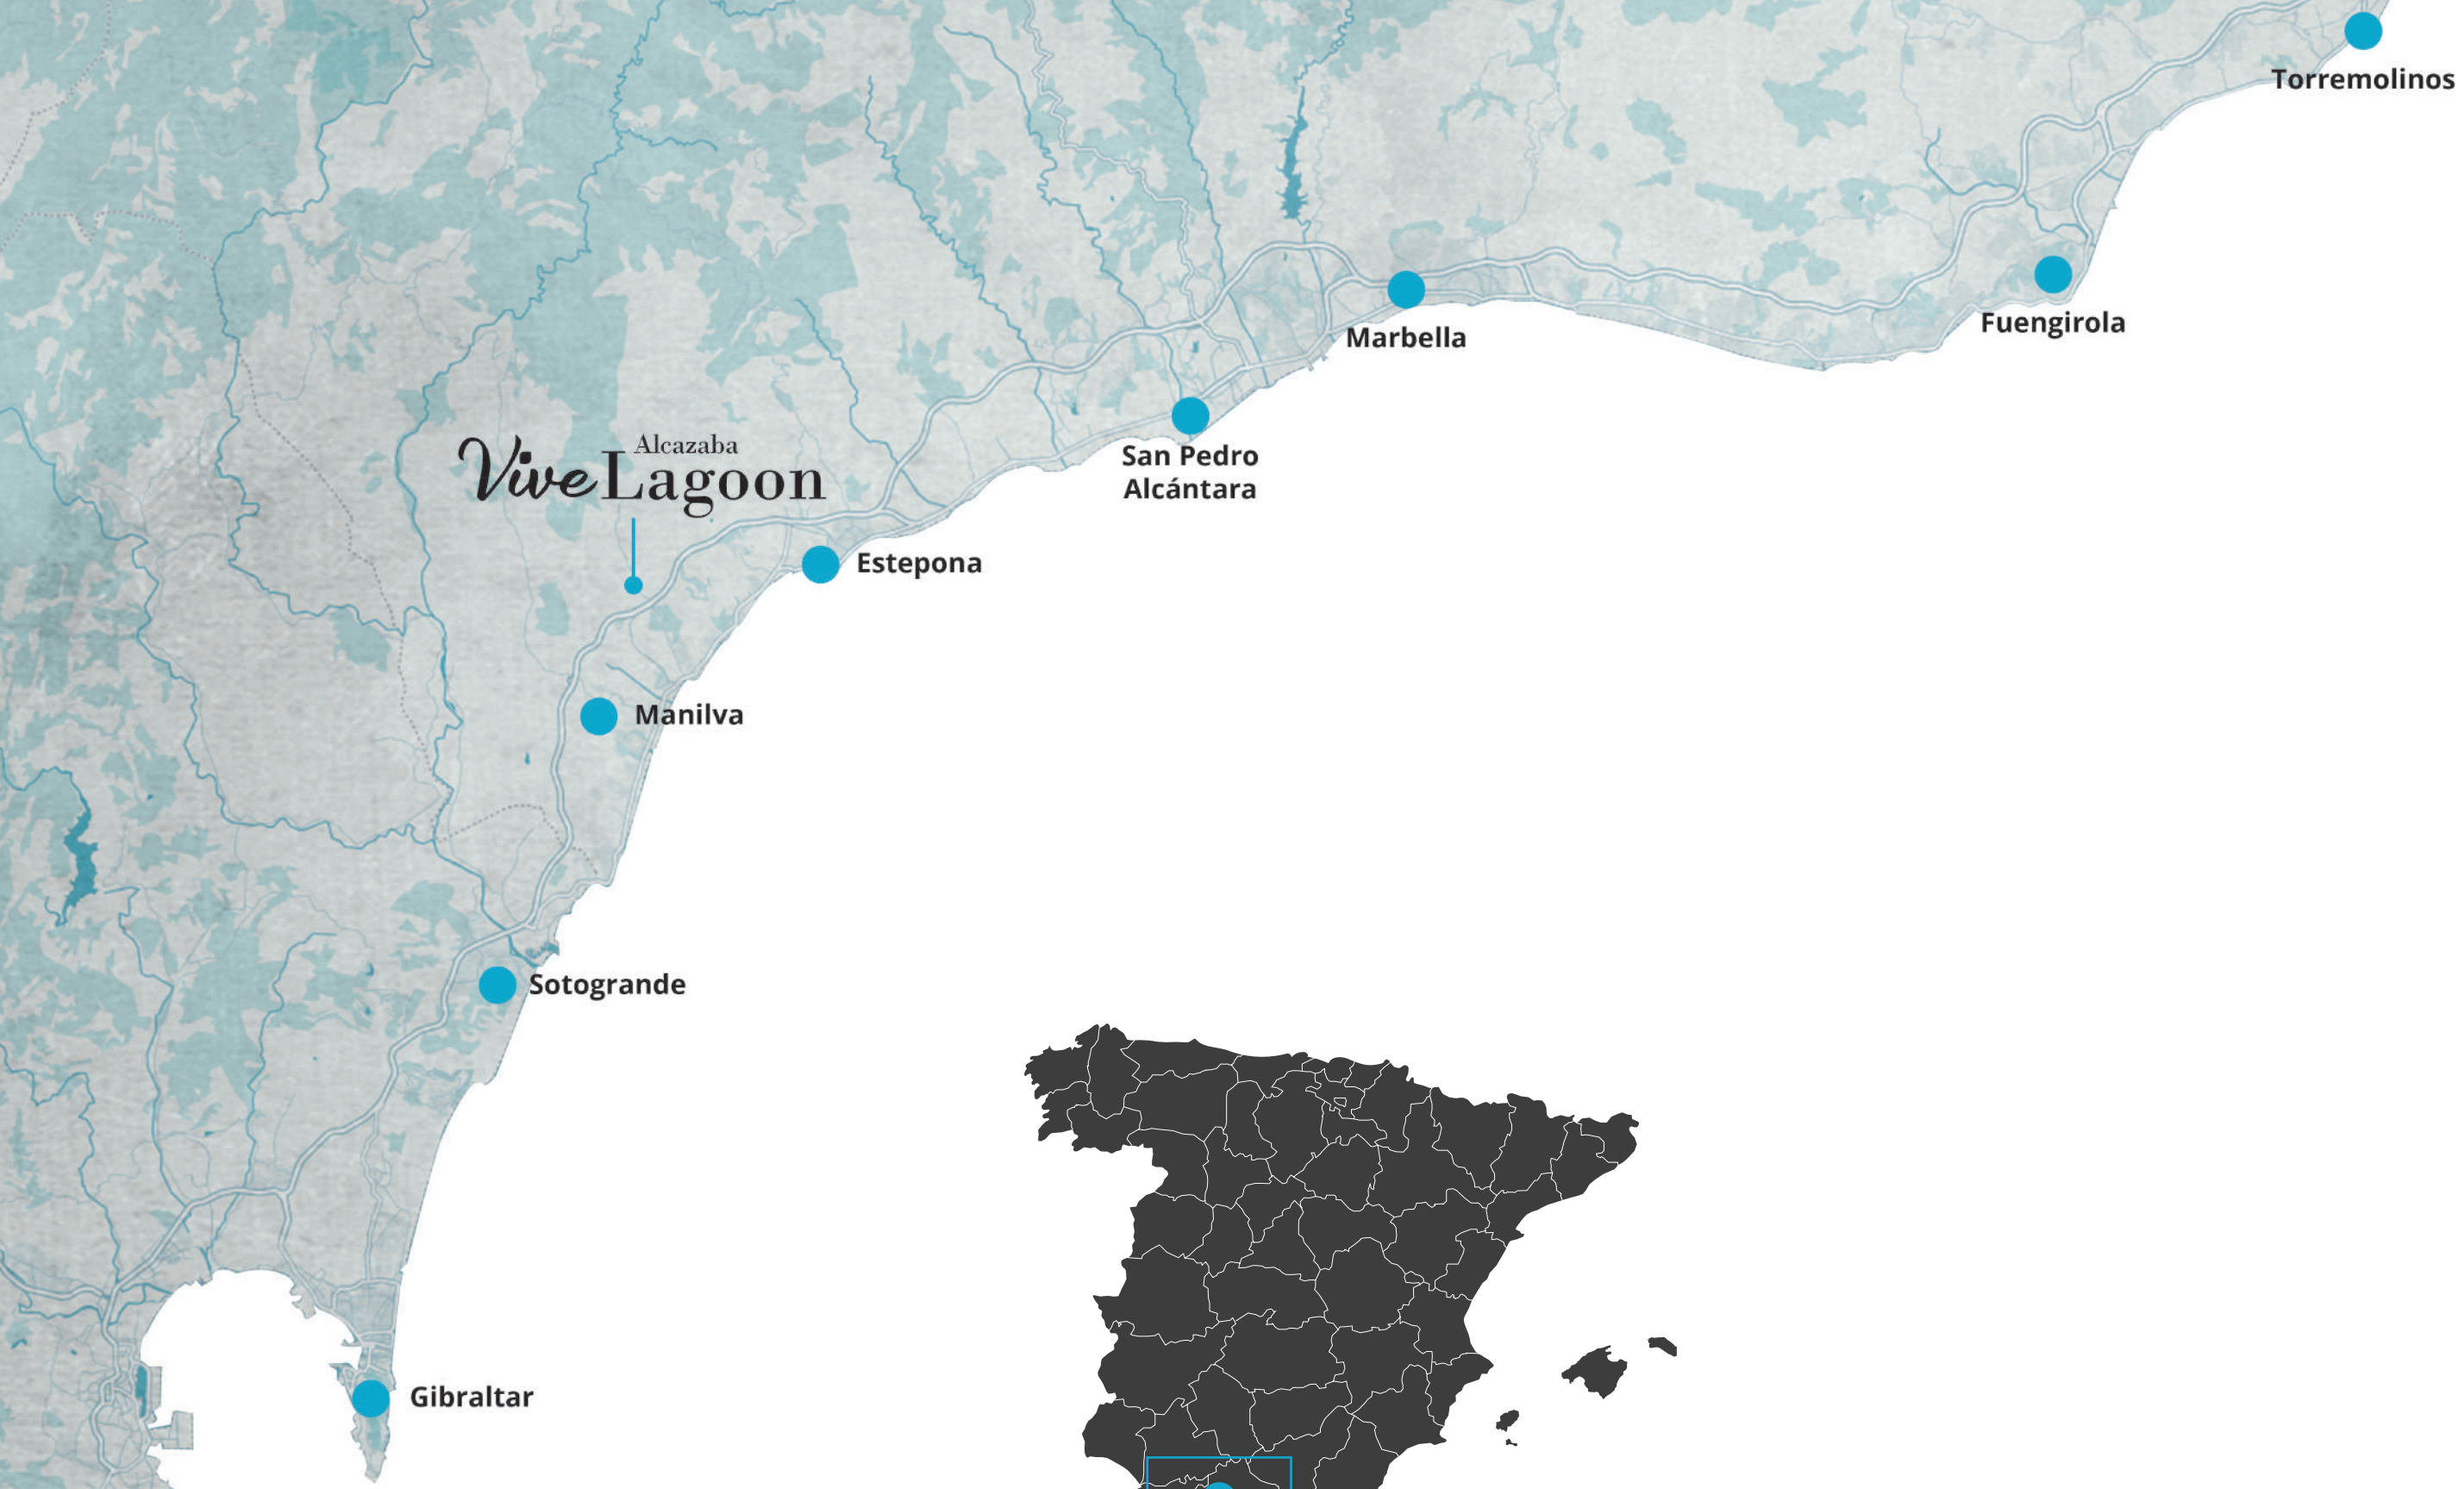 Torremolinos
Fuengirola
Marbella
San Pedro
Alcántara
Alcazaba
Vive Lagoon
Estepona
Manilva
Sotogrande
Gibraltar